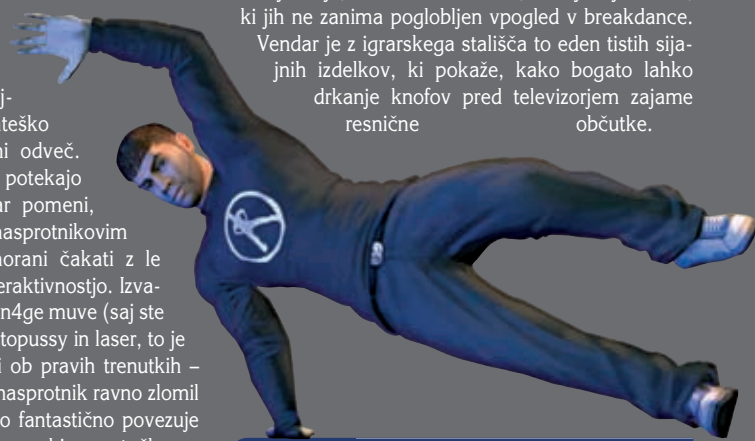 j-
teško
ni odveč.
potekajo
ar pomeni,
nasprotnikovim
morani čakati z le
eraktivnostjo. Izva-
n4ge muve (saj ste
topussy in laser, to je
i ob pravih trenutkih –
nasprotnik ravno zlomil
o fantastično povezuje
ki jih ne zanima poglobljen vpogled v breakdance.
Vendar je z igrarskega stališča to eden tistih sija-
jnih izdelkov, ki pokaže, kako bogato lahko
drkanje knofov pred televizorjem zajame
resnične občutke.